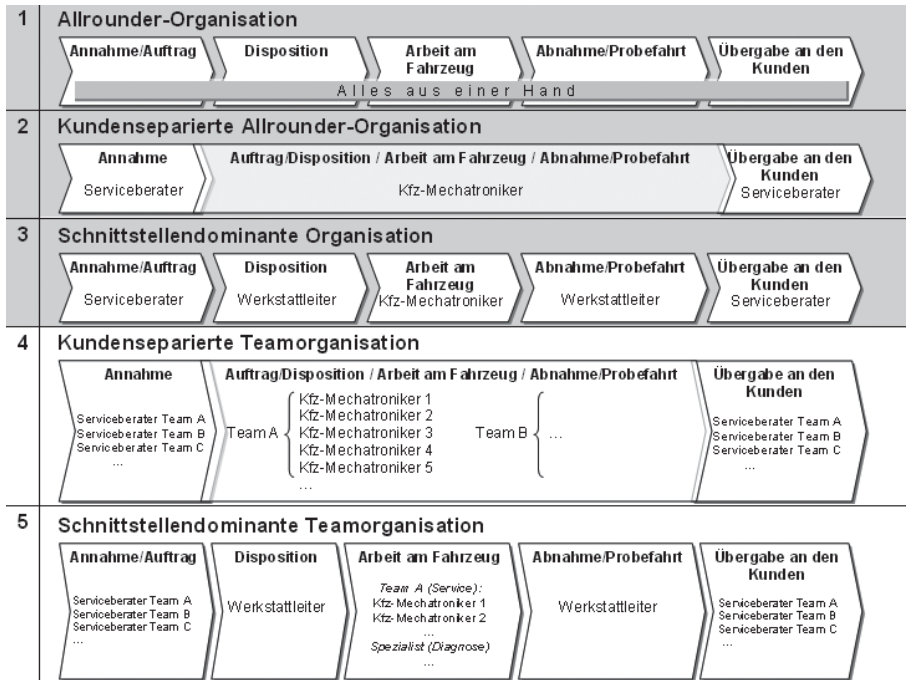 1 Allrounder-Organisation
Annahme/Auftrag
Disposition
Arbeit am
Fahrzeug
Abnahme/Probefahrt
Übergabe an den
Kunden
Alles aus einer Hand
2 Kundenseparierte Allrounder-Organisation
Annahme
Serviceberater
Auftrag/Disposition / Arbeit am Fahrzeug / Abnahme/Probefahrt
Kfz-Mechatroniker
Übergabe an den
Kunden
Serviceberater
3 Schnittstellendominante Organisation
Annahme/Auftrag
Serviceberater
Disposition
Werkstattleiter
Arbeit am
Fahrzeug
Kfz-Mechatroniker
Abnahme/Probefahrt
Werkstattleiter
Übergabe an den
Kunden
Serviceberater
4 Kundenseparierte Teamorganisation
Annahme
Serviceberater Team A
Serviceberater Team B
Serviceberater Team C
...
Auftrag/Disposition / Arbeit am Fahrzeug / Abnahme/Probefahrt
Team A
Kfz-Mechatroniker 1
Kfz-Mechatroniker 2
Kfz-Mechatroniker 3
Kfz-Mechatroniker 4
Kfz-Mechatroniker 5
...
Team B
...
Übergabe an den
Kunden
Serviceberater Team A
Serviceberater Team B
Serviceberater Team C
...
5 Schnittstellendominante Teamorganisation
Annahme/Auftrag
Serviceberater Team A
Serviceberater Team B
Serviceberater Team C
...
Disposition
Werkstattleiter
Arbeit am Fahrzeug
Team A (Service):
Kfz-Mechatroniker 1
Kfz-Mechatroniker 2
...
Spezialist (Diagnose)
...
Abnahme/Probefahrt
Werkstattleiter
Übergabe an den
Kunden
Serviceberater Team A
Serviceberater Team B
Serviceberater Team C
...